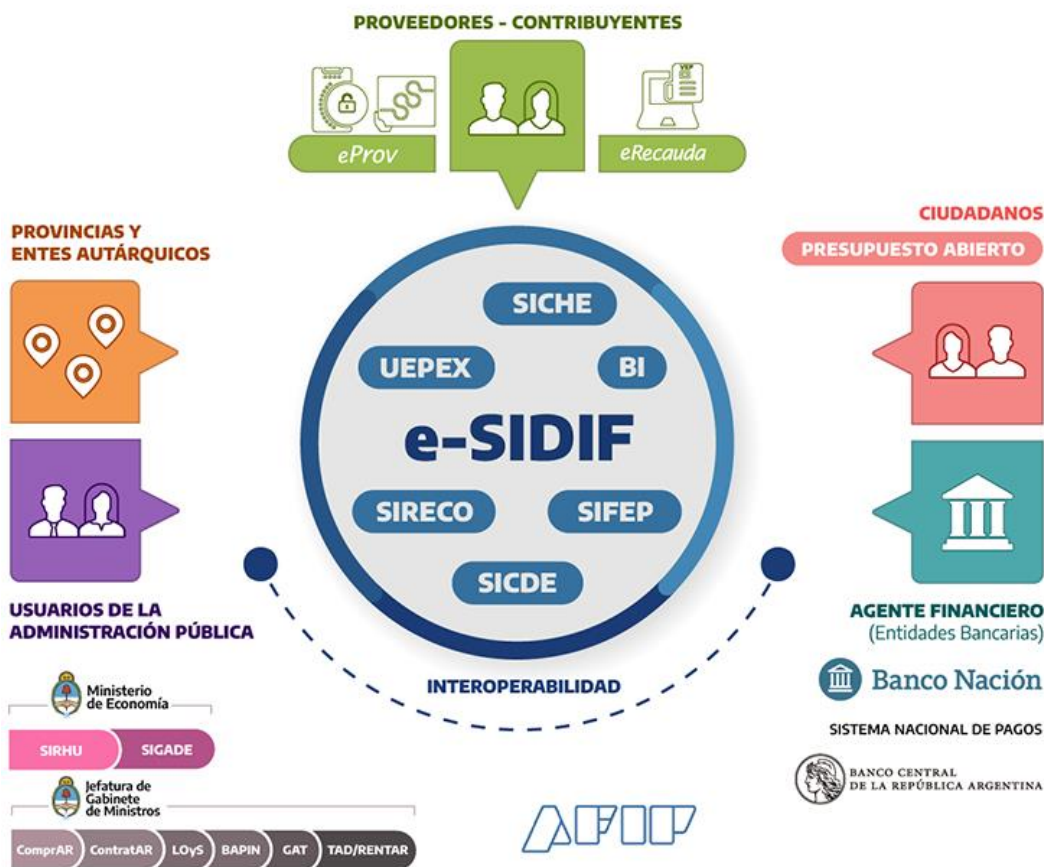 PROVEEDORES - CONTRIBUYENTES
VEP
eProv
eRecauda
PROVINCIAS Y
ENTES AUTÁRQUICOS
CIUDADANOS
PRESUPUESTO ABIERTO
SICHE
UEPEX
BI
e-SIDIF
SIRECO
SIFEP
SICDE
USUARIOS DE LA
ADMINISTRACIÓN PÚBLICA
AGENTE FINANCIERO
(Entidades Bancarias)
INTEROPERABILIDAD
Banco Nación
Ministerio
de Economía
SISTEMA NACIONAL DE PAGOS
SIRHU
SIGADE
BANCO CENTRAL
DE LA REPÚBLICA ARGENTINA
Jefatura de
Gabinete
de Ministros
AFIP
ComprAR
ContratAR
LOyS
BAPIN
GAT
TAD/RENTAR